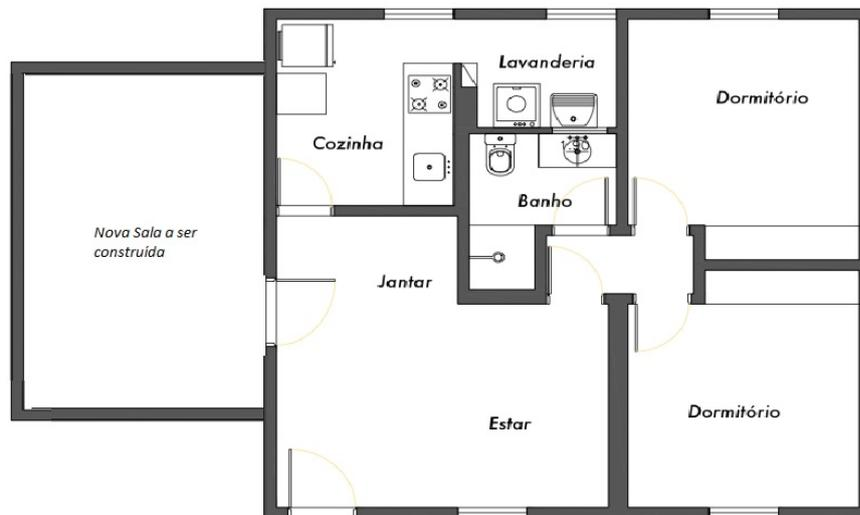 Lavanderia
Dormitório
Cozinha
Banho
Nova Sala a ser
construída
Jantar
Dormitório
Estar